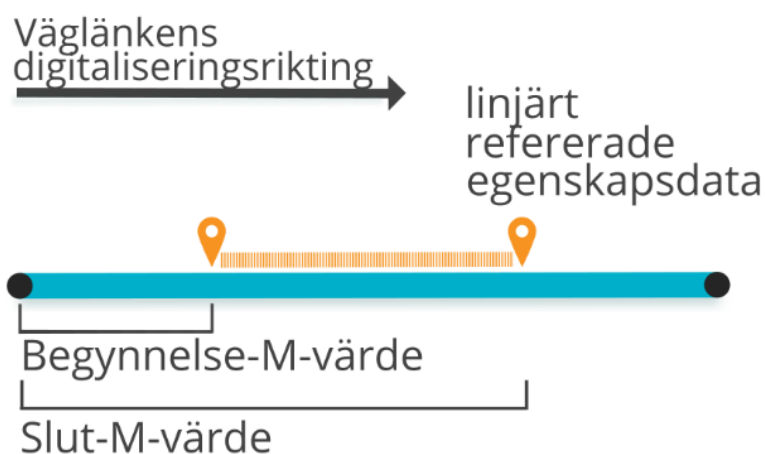 Väglänkens
digitaliseringsrikting
linjärt
refererade
egenskapsdata
Begynnelse-M-värde
Slut-M-värde